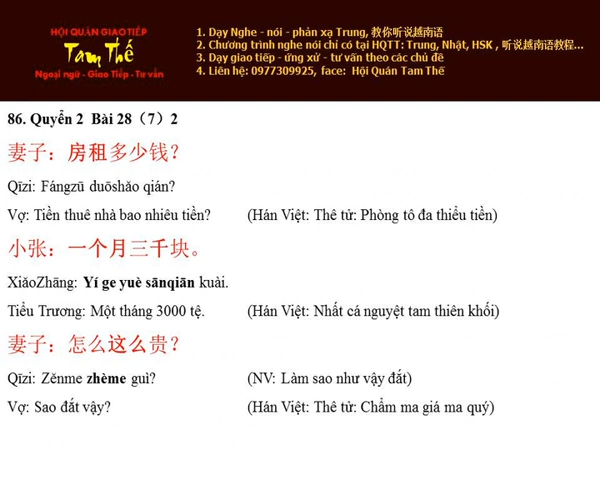 HỘI QUÁN GIAO TIẾP
Tam Thế
Ngoại ngữ - Giao Tiếp - Tư vấn
1. Dạy Nghe - nói - phản xạ Trung, 教你听说越南语
2. Chương trình nghe nói chỉ có tại HQTT: Trung, Nhật, HSK , 听说越南语教程...
3. Dạy giao tiếp - ứng xử - tư vấn theo các chủ đề
4. Liên hệ: 0977309925, face: Hội Quán Tam Thế
86. Quyển 2 Bài 28（7）2
妻子：房租多少钱？
Qīzi: Fángzū duōshǎo qián?
Vợ: Tiền thuê nhà bao nhiêu tiền? (Hán Việt: Thê tử: Phòng tô đa thiểu tiền)
小张：一个月三千块。
XiǎoZhāng: Yí ge yuè sānqiān kuài.
Tiểu Trương: Một tháng 3000 tệ. (Hán Việt: Nhất cá nguyệt tam thiên khối)
妻子：怎么这么贵？
Qīzi: Zěnme zhème guì? (NV: Làm sao như vậy đắt)
Vợ: Sao đắt vậy? (Hán Việt: Thê tử: Chẩm ma giá ma quý)